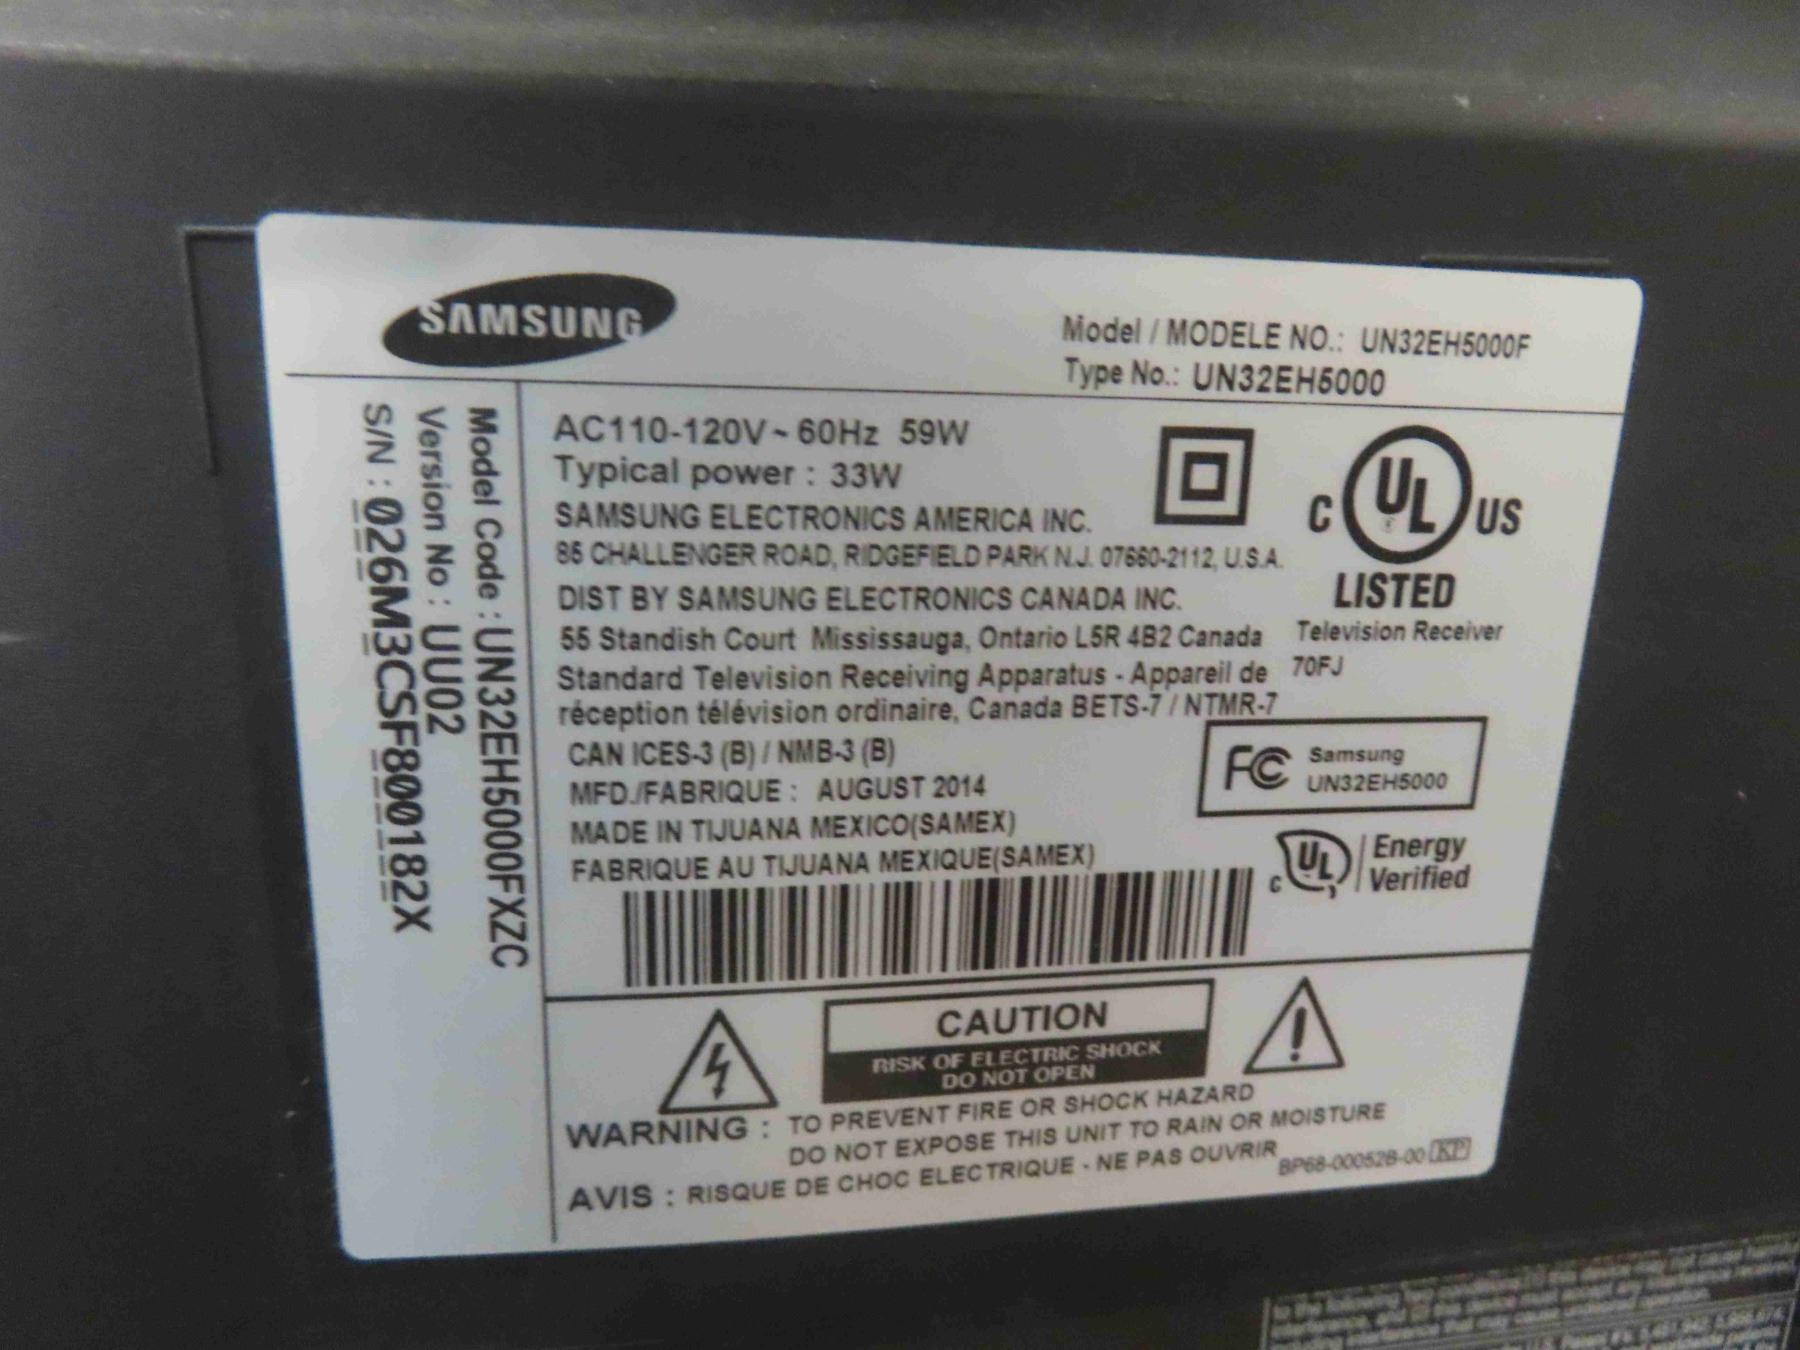 SAMSUNG
Model / MODELE NO.: UN32EH5000F
Type No.: UN32EH5000
Model Code : UN32EH5000FXZC
Version No : UU02
S/N : 026M3CSF800182X
AC110-120V ~ 60Hz 59W
Typical power : 33W
SAMSUNG ELECTRONICS AMERICA INC.
85 CHALLENGER ROAD, RIDGEFIELD PARK N.J. 07660-2112, U.S.A.
DIST BY SAMSUNG ELECTRONICS CANADA INC.
55 Standish Court Mississauga, Ontario L5R 4B2 Canada
Standard Television Receiving Apparatus - Appareil de
réception télévision ordinaire, Canada BETS-7 / NTMR-7
CAN ICES-3 (B) / NMB-3 (B)
MFD./FABRIQUE : AUGUST 2014
MADE IN TIJUANA MEXICO(SAMEX)
FABRIQUE AU TIJUANA MEXIQUE(SAMEX)
C UL US
LISTED
Television Receiver
70FJ
FC Samsung
UN32EH5000
C UL Energy
Verified
CAUTION
RISK OF ELECTRIC SHOCK
DO NOT OPEN
WARNING : TO PREVENT FIRE OR SHOCK HAZARD
DO NOT EXPOSE THIS UNIT TO RAIN OR MOISTURE
AVIS : RISQUE DE CHOC ELECTRIQUE - NE PAS OUVRIR
BP68-00052B-00 KP